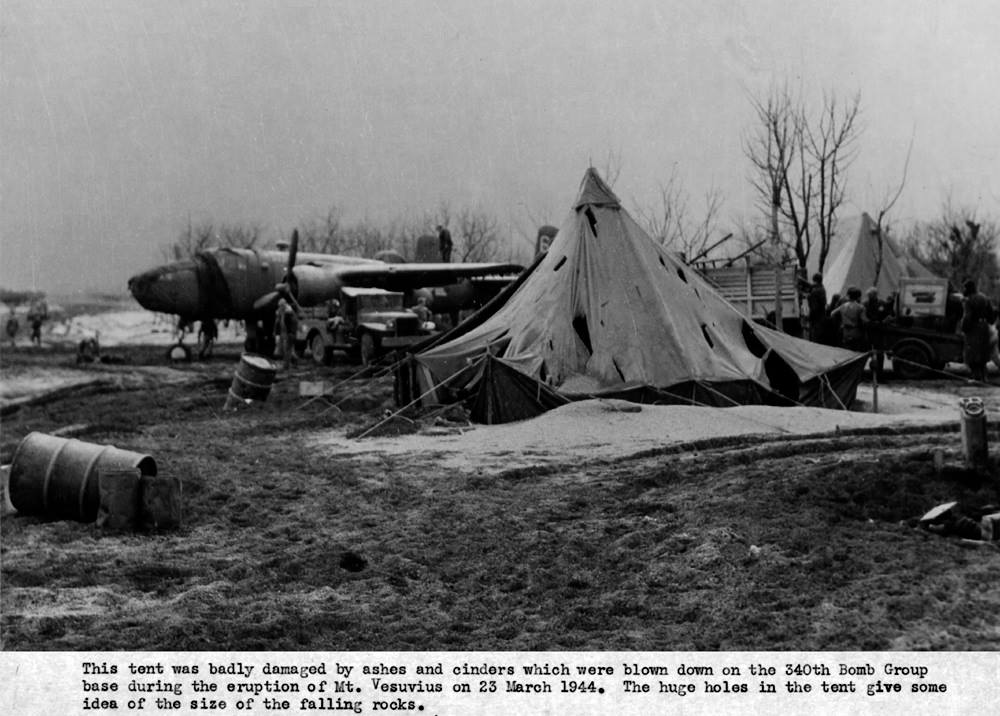 This tent was badly damaged by ashes and cinders which were blown down on the 340th Bomb Group
base during the eruption of Mt. Vesuvius on 23 March 1944.  The huge holes in the tent give some
idea of the size of the falling rocks.